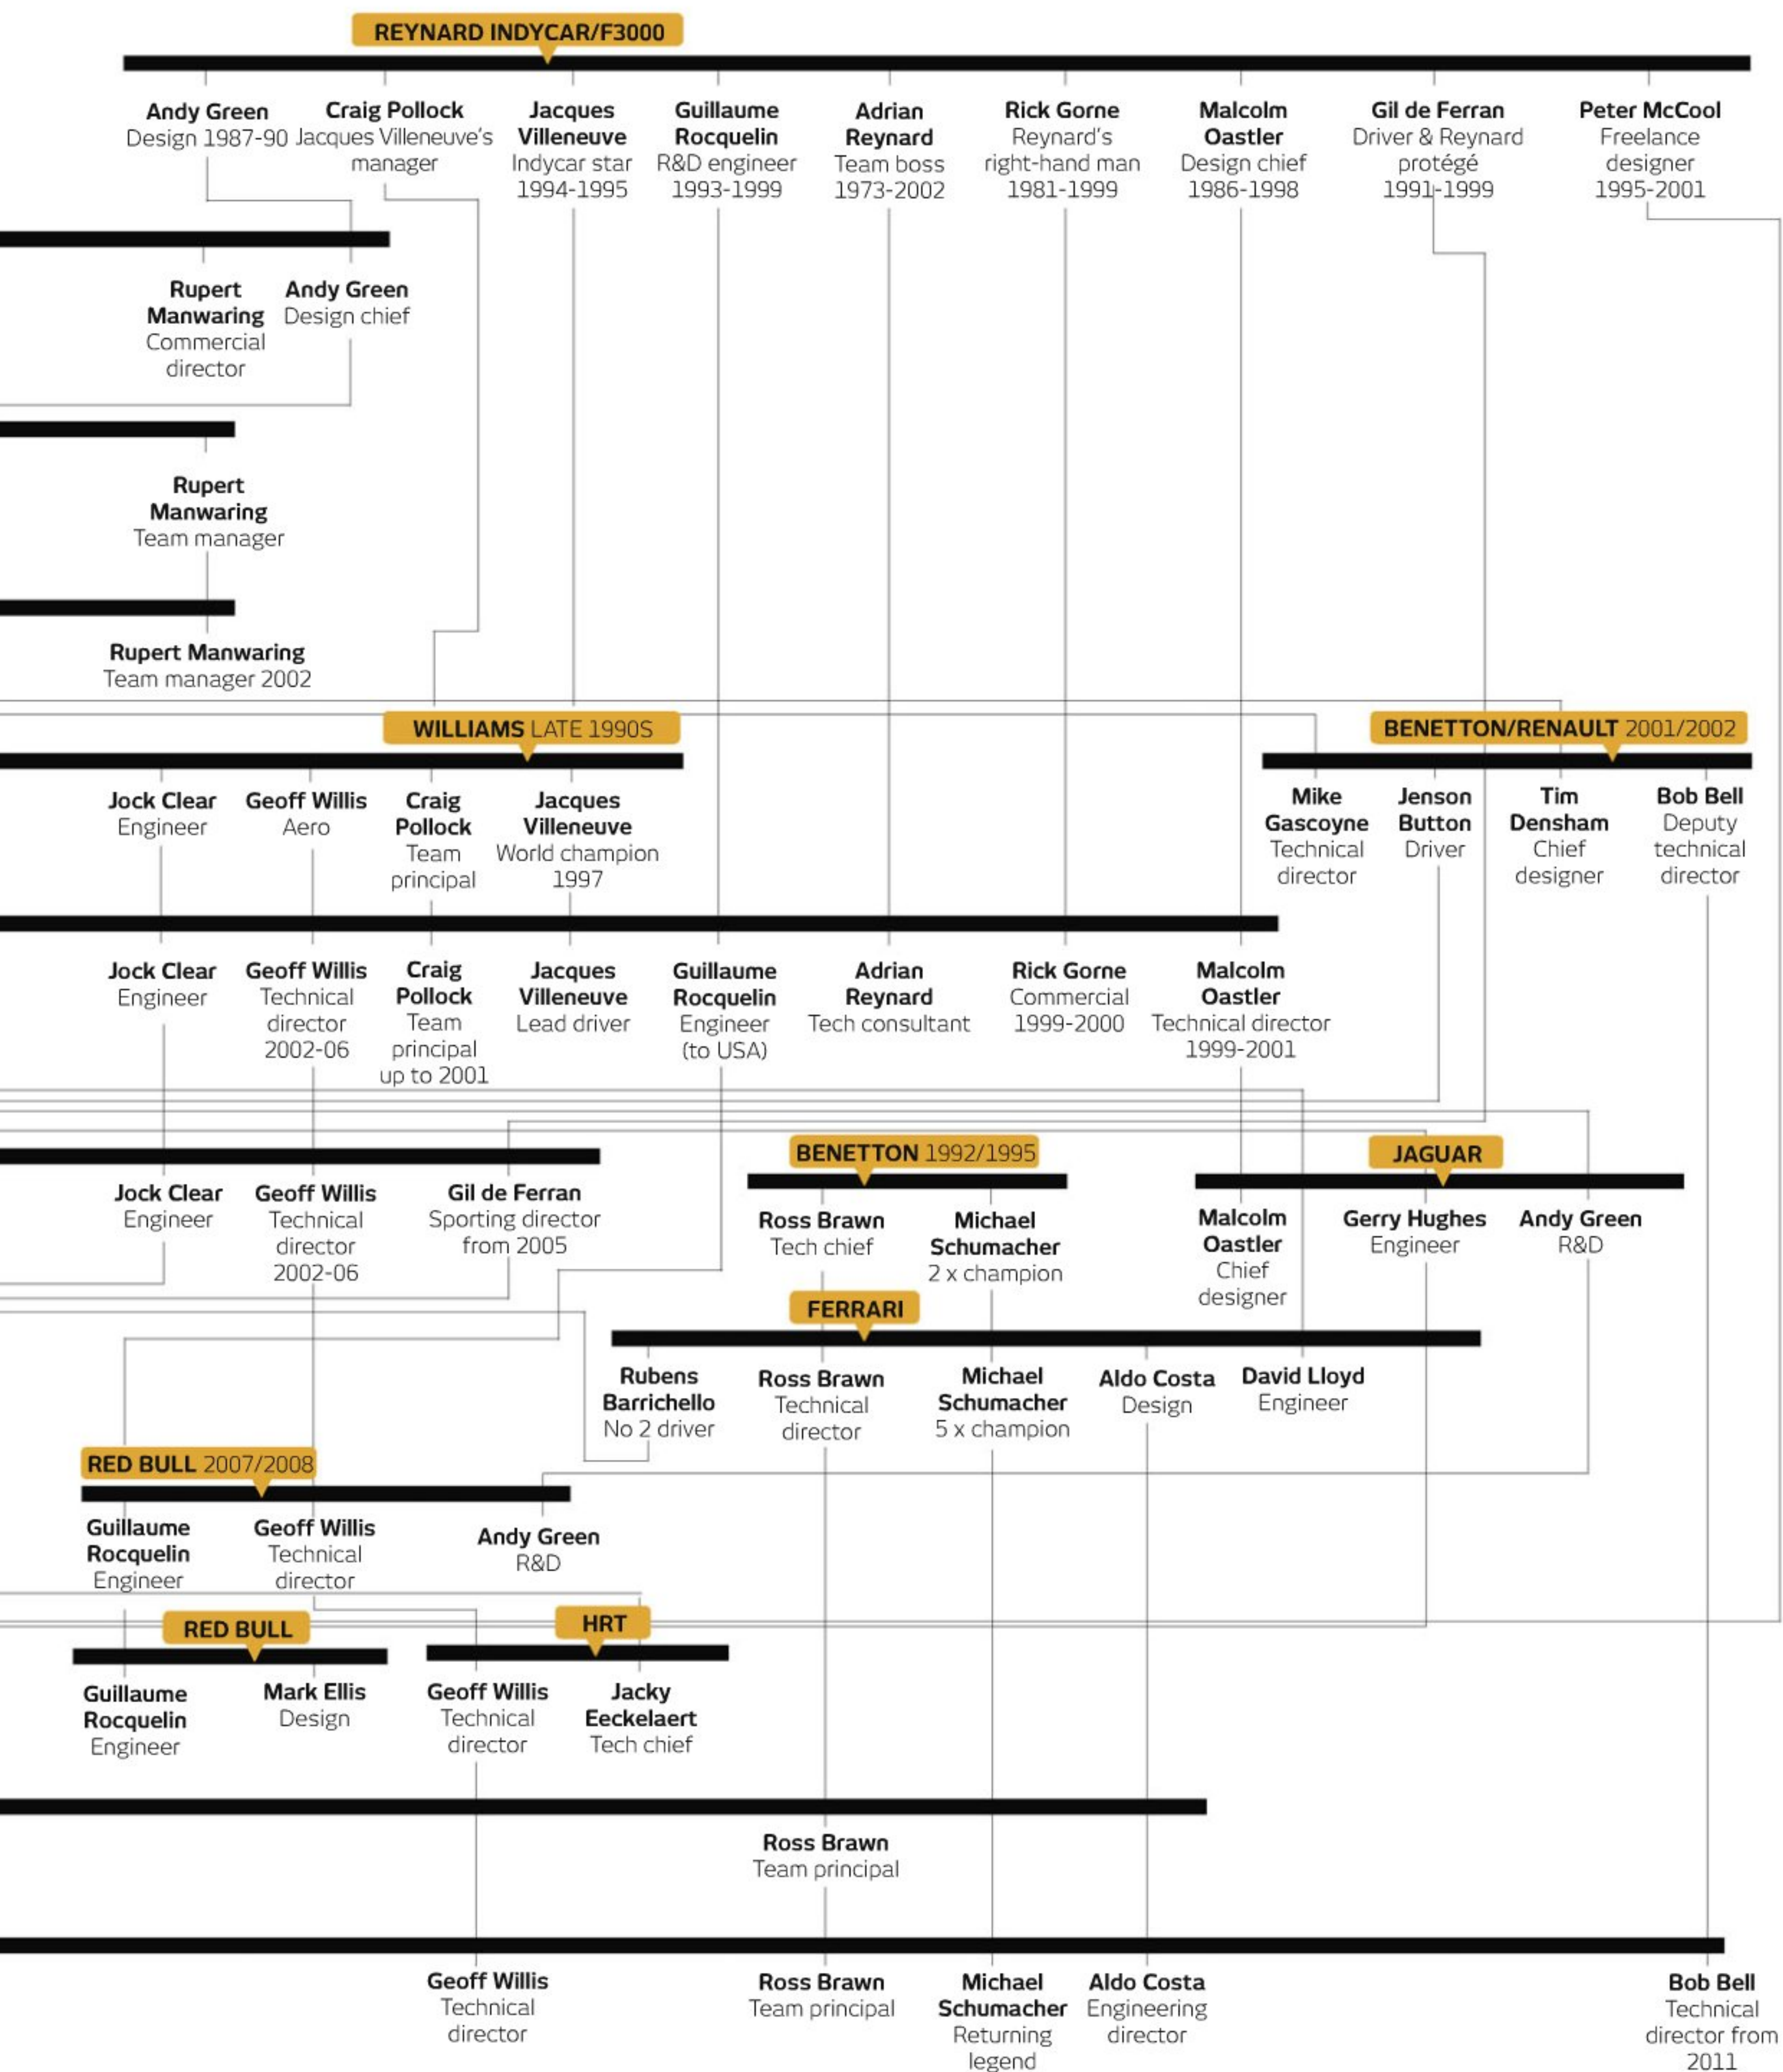 REYNARD INDYCAR/F3000
Andy Green
Design 1987-90
Craig Pollock
Jacques Villeneuve's
manager
Jacques
Villeneuve
Indycar star
1994-1995
Guillaume
Rocquelin
R&D engineer
1993-1999
Adrian
Reynard
Team boss
1973-2002
Rick Gorne
Reynard's
right-hand man
1981-1999
Malcolm
Oastler
Design chief
1986-1998
Gil de Ferran
Driver & Reynard
protégé
1991-1999
Peter McCool
Freelance
designer
1995-2001
Rupert
Manwaring
Commercial
director
Andy Green
Design chief
Rupert
Manwaring
Team manager
Rupert Manwaring
Team manager 2002
WILLIAMS LATE 1990S
Jock Clear
Engineer
Geoff Willis
Aero
Craig
Pollock
Team
principal
Jacques
Villeneuve
World champion
1997
BENETTON/RENAULT 2001/2002
Mike
Gascoyne
Technical
director
Jenson
Button
Driver
Tim
Densham
Chief
designer
Bob Bell
Deputy
technical
director
Jock Clear
Engineer
Geoff Willis
Technical
director
2002-06
Craig
Pollock
Team
principal
up to 2001
Jacques
Villeneuve
Lead driver
Guillaume
Rocquelin
Engineer
(to USA)
Adrian
Reynard
Tech consultant
Rick Gorne
Commercial
1999-2000
Malcolm
Oastler
Technical director
1999-2001
Jock Clear
Engineer
Geoff Willis
Technical
director
2002-06
Gil de Ferran
Sporting director
from 2005
BENETTON 1992/1995
Ross Brawn
Tech chief
Michael
Schumacher
2 x champion
JAGUAR
Malcolm
Oastler
Chief
designer
Gerry Hughes
Engineer
Andy Green
R&D
FERRARI
Rubens
Barrichello
No 2 driver
Ross Brawn
Technical
director
Michael
Schumacher
5 x champion
Aldo Costa
Design
David Lloyd
Engineer
RED BULL 2007/2008
Guillaume
Rocquelin
Engineer
Geoff Willis
Technical
director
Andy Green
R&D
RED BULL
Guillaume
Rocquelin
Engineer
Mark Ellis
Design
HRT
Geoff Willis
Technical
director
Jacky
Eeckelaert
Tech chief
Ross Brawn
Team principal
Geoff Willis
Technical
director
Ross Brawn
Team principal
Michael
Schumacher
Returning
legend
Aldo Costa
Engineering
director
Bob Bell
Technical
director from
2011